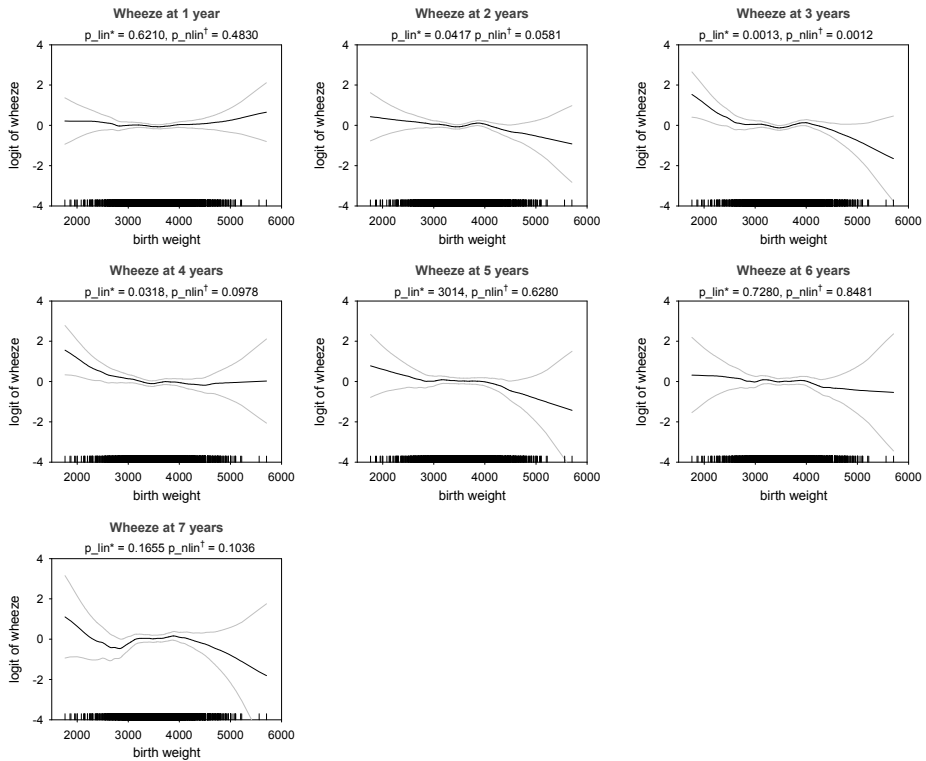 Wheeze at 1 year
p_lin* = 0.6210, p_nlin† = 0.4830
4
2
0
-2
-4
logit of wheeze
2000 3000 4000 5000 6000
birth weight
Wheeze at 2 years
p_lin* = 0.0417 p_nlin† = 0.0581
4
2
0
-2
-4
logit of wheeze
2000 3000 4000 5000 6000
birth weight
Wheeze at 3 years
p_lin* = 0.0013, p_nlin† = 0.0012
4
2
0
-2
-4
logit of wheeze
2000 3000 4000 5000 6000
birth weight
Wheeze at 4 years
p_lin* = 0.0318, p_nlin† = 0.0978
4
2
0
-2
-4
logit of wheeze
2000 3000 4000 5000 6000
birth weight
Wheeze at 5 years
p_lin* = 3014, p_nlin† = 0.6280
4
2
0
-2
-4
logit of wheeze
2000 3000 4000 5000 6000
birth weight
Wheeze at 6 years
p_lin* = 0.7280, p_nlin† = 0.8481
4
2
0
-2
-4
logit of wheeze
2000 3000 4000 5000 6000
birth weight
Wheeze at 7 years
p_lin* = 0.1655 p_nlin† = 0.1036
4
2
0
-2
-4
logit of wheeze
2000 3000 4000 5000 6000
birth weight